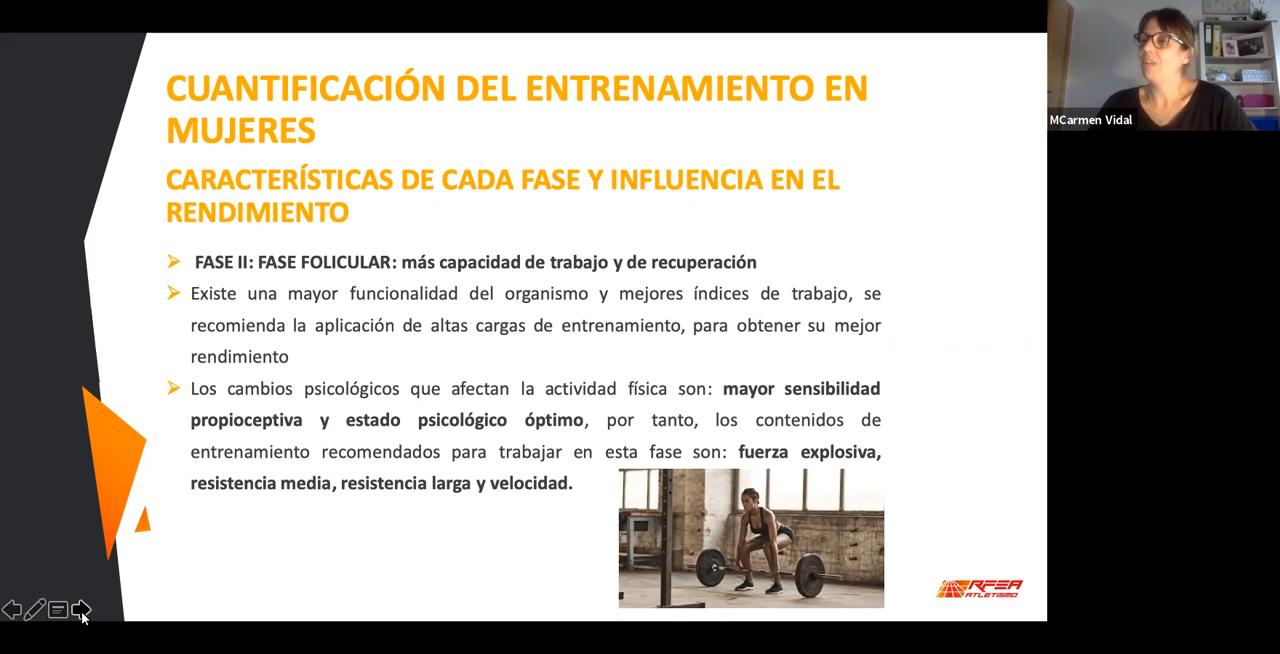 CUANTIFICACIÓN DEL ENTRENAMIENTO EN
MUJERES
CARACTERÍSTICAS DE CADA FASE Y INFLUENCIA EN EL
RENDIMIENTO
FASE II: FASE FOLICULAR: más capacidad de trabajo y de recuperación
Existe una mayor funcionalidad del organismo y mejores índices de trabajo, se
recomienda la aplicación de altas cargas de entrenamiento, para obtener su mejor
rendimiento
Los cambios psicológicos que afectan la actividad física son: mayor sensibilidad
propioceptiva y estado psicológico óptimo, por tanto, los contenidos de
entrenamiento recomendados para trabajar en esta fase son: fuerza explosiva,
resistencia media, resistencia larga y velocidad.
RFEA
ATLETISMO
MCarmen Vidal